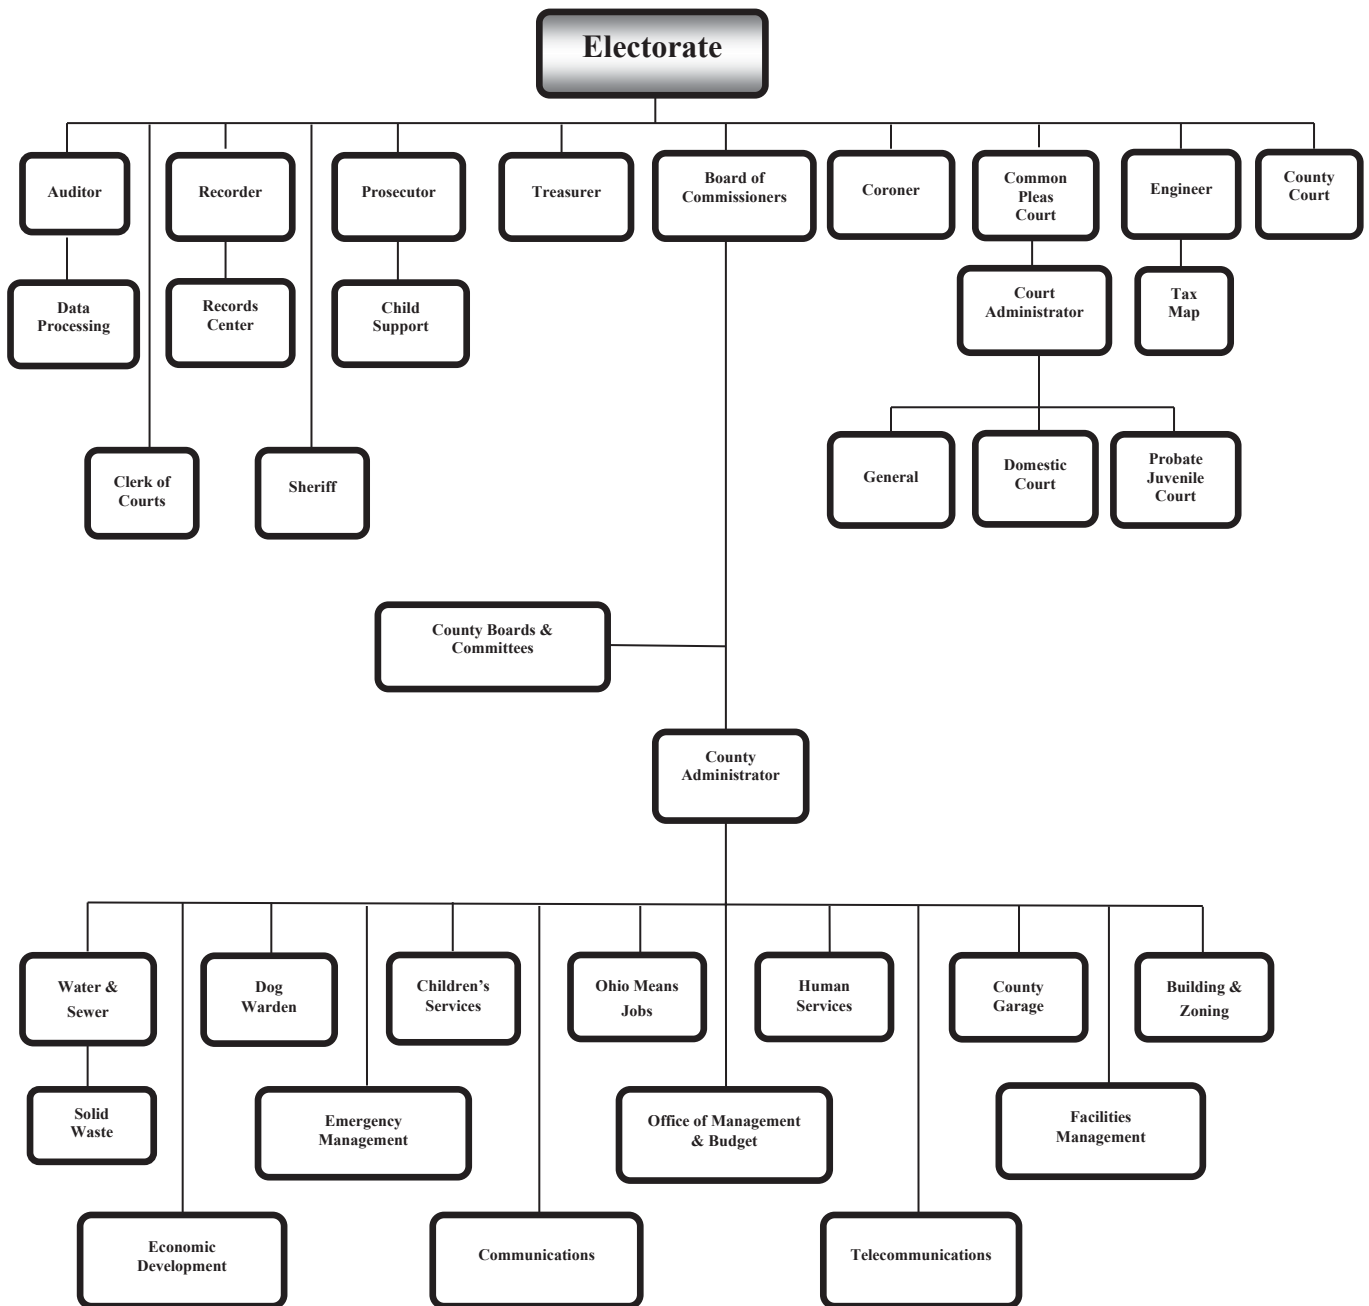 Electorate
Auditor
Recorder
Prosecutor
Treasurer
Board of
Commissioners
Coroner
Common
Pleas
Court
Engineer
County
Court
Data
Processing
Records
Center
Child
Support
Court
Administrator
Tax
Map
Clerk of
Courts
Sheriff
General
Domestic
Court
Probate
Juvenile
Court
County Boards &
Committees
County
Administrator
Water &
Sewer
Dog
Warden
Children’s
Services
Ohio Means
Jobs
Human
Services
County
Garage
Building &
Zoning
Solid
Waste
Emergency
Management
Office of Management
& Budget
Facilities
Management
Economic
Development
Communications
Telecommunications